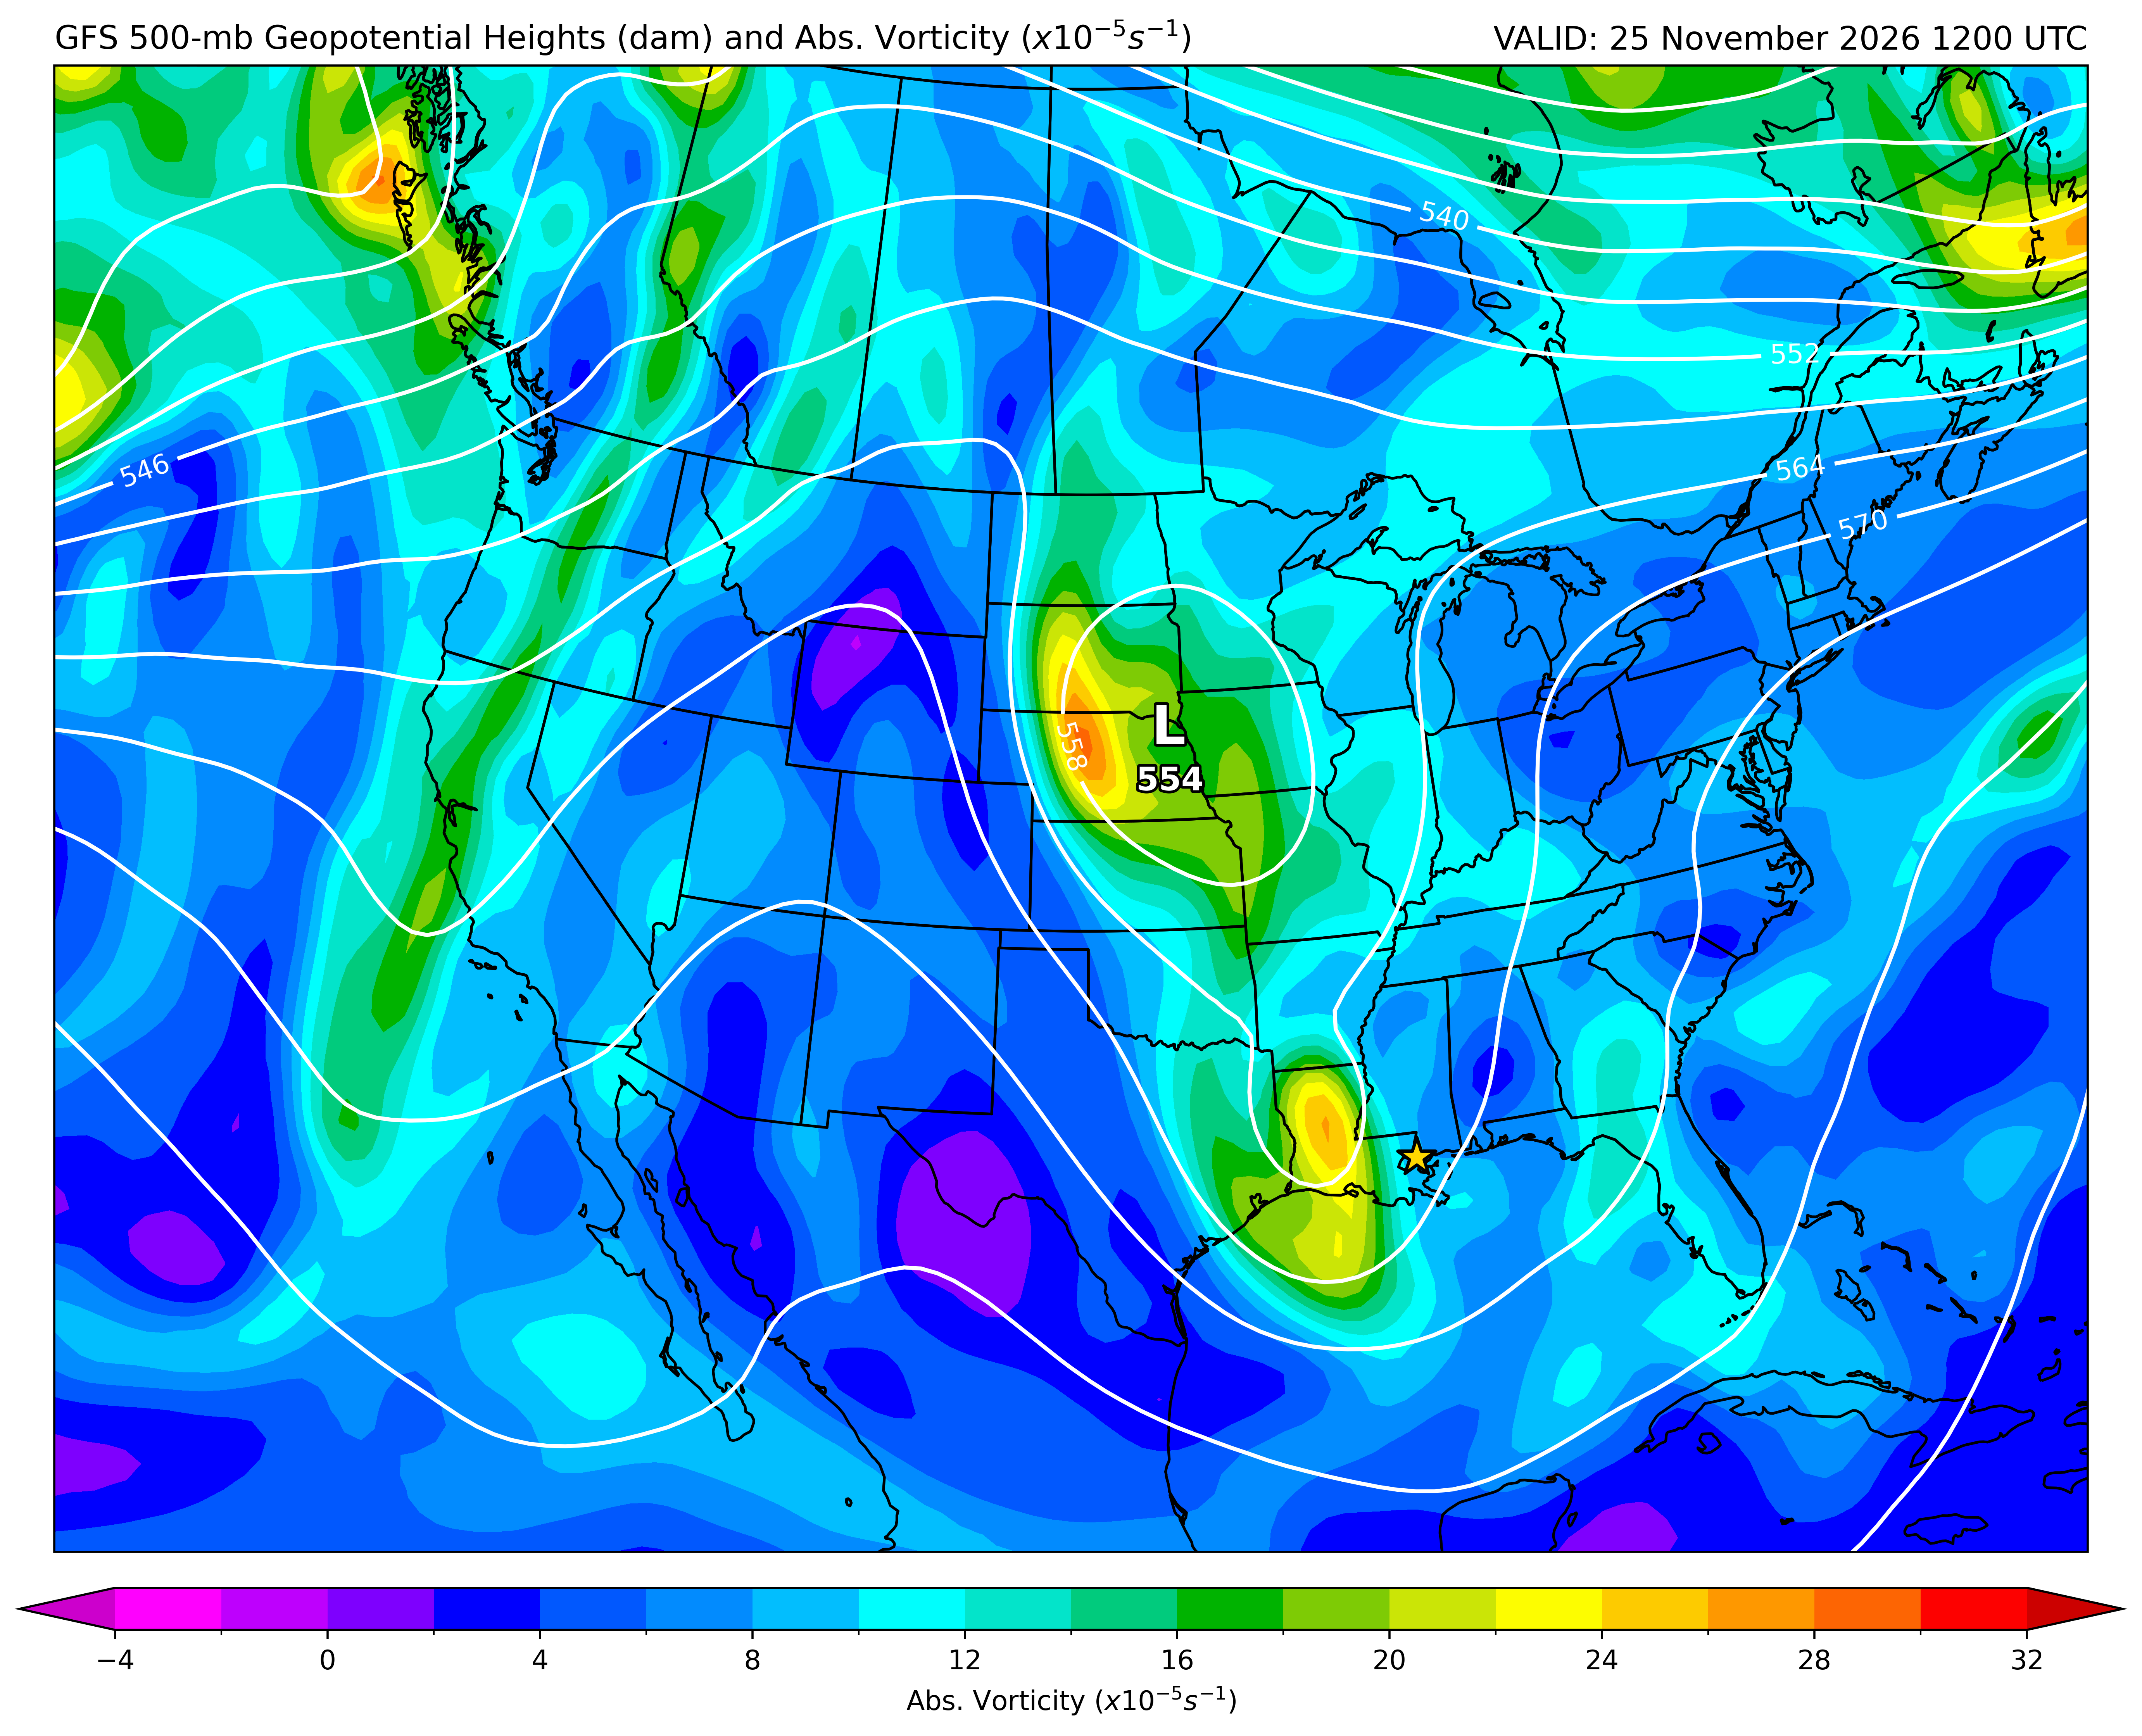 GFS 500-mb Geopotential Heights (dam) and Abs. Vorticity (x10⁻⁵s⁻¹) VALID: 25 November 2026 1200 UTC
540
552
546
564
570
558
L
554
−4 0 4 8 12 16 20 24 28 32
Abs. Vorticity (x10⁻⁵s⁻¹)